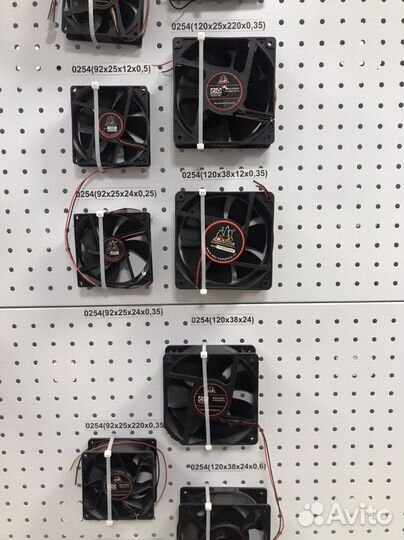 0254(120x25x220x0,35)
0254(92x25x12x0,5)
0254(120x38x12x0,35)
0254(92x25x24x0,25)
0254(92x25x24x0,35)
0254(120x38x24)
0254(92x25x220x0,35
0254(120x38x24x0,6)
Avito